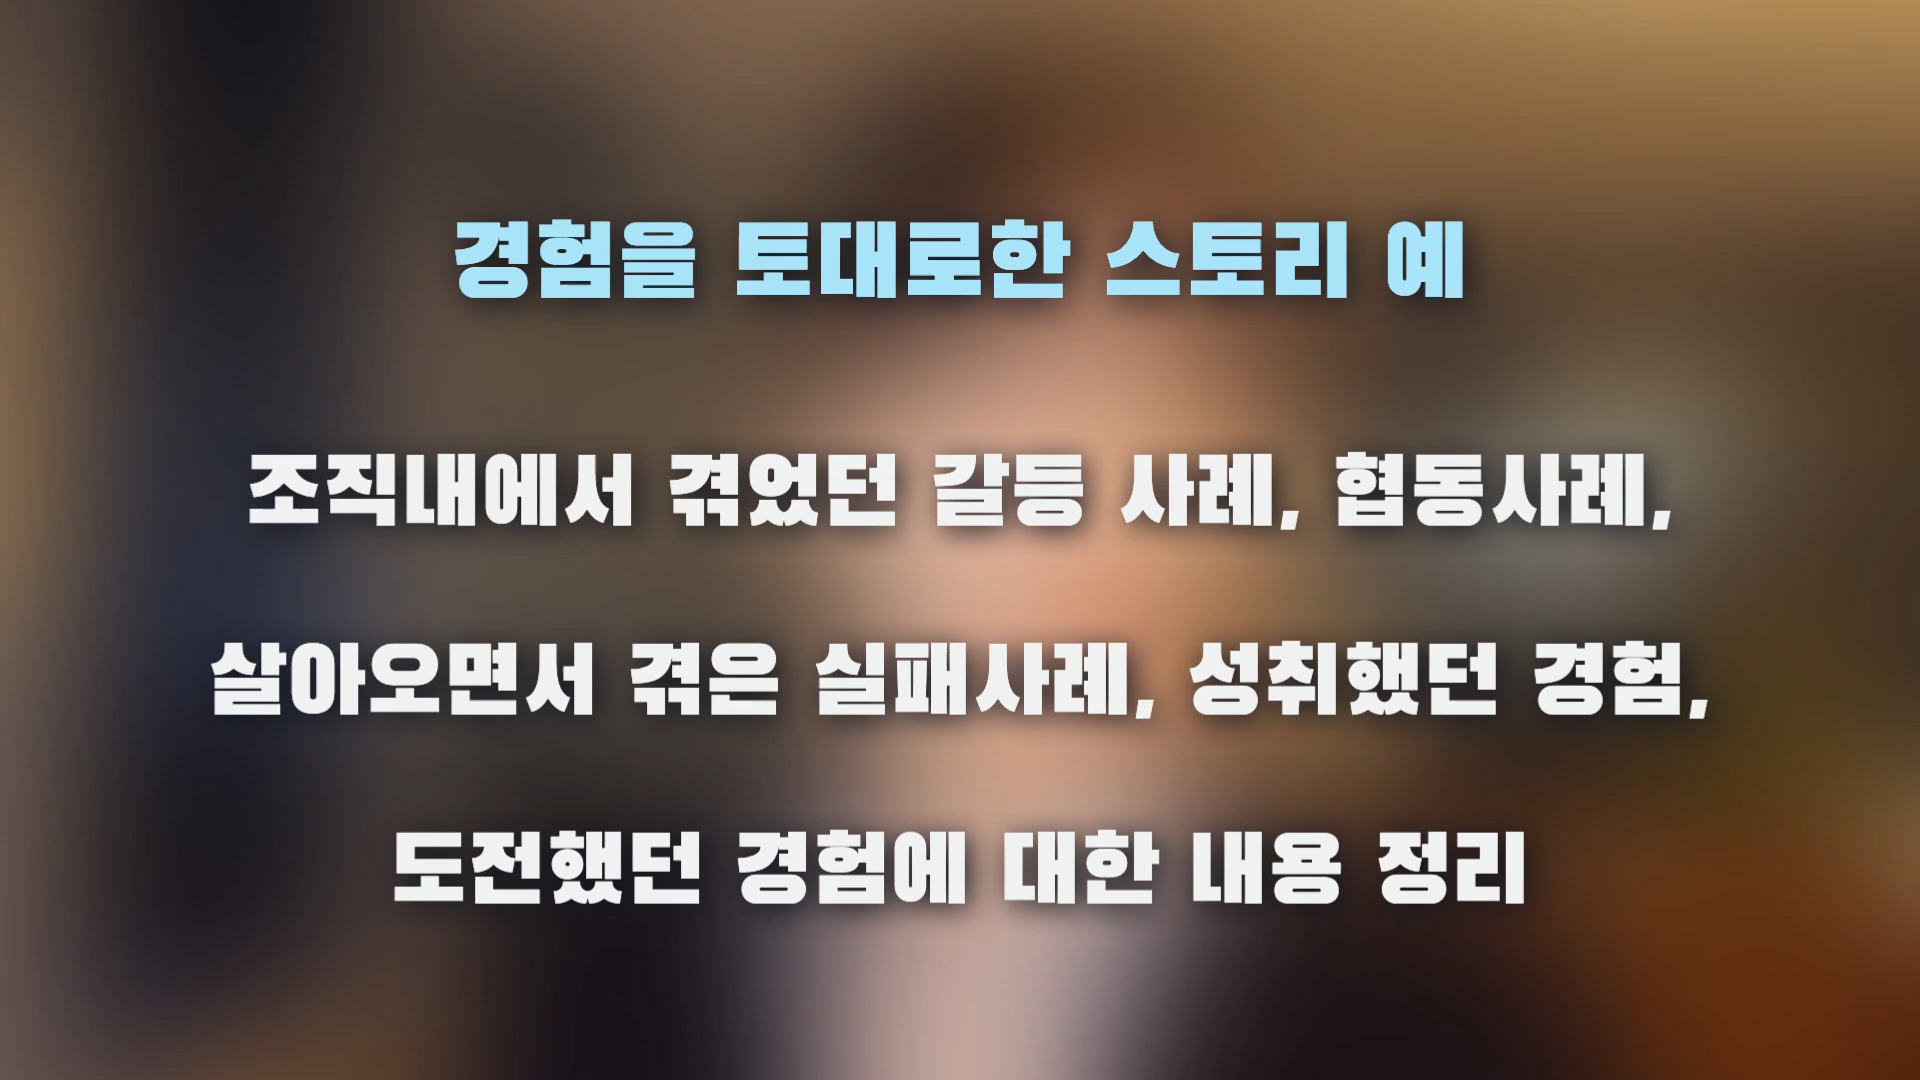 경험을 토대로한 스토리 예
조직내에서 겪었던 갈등 사례, 협동사례,
살아오면서 겪은 실패사례, 성취했던 경험,
도전했던 경험에 대한 내용 정리